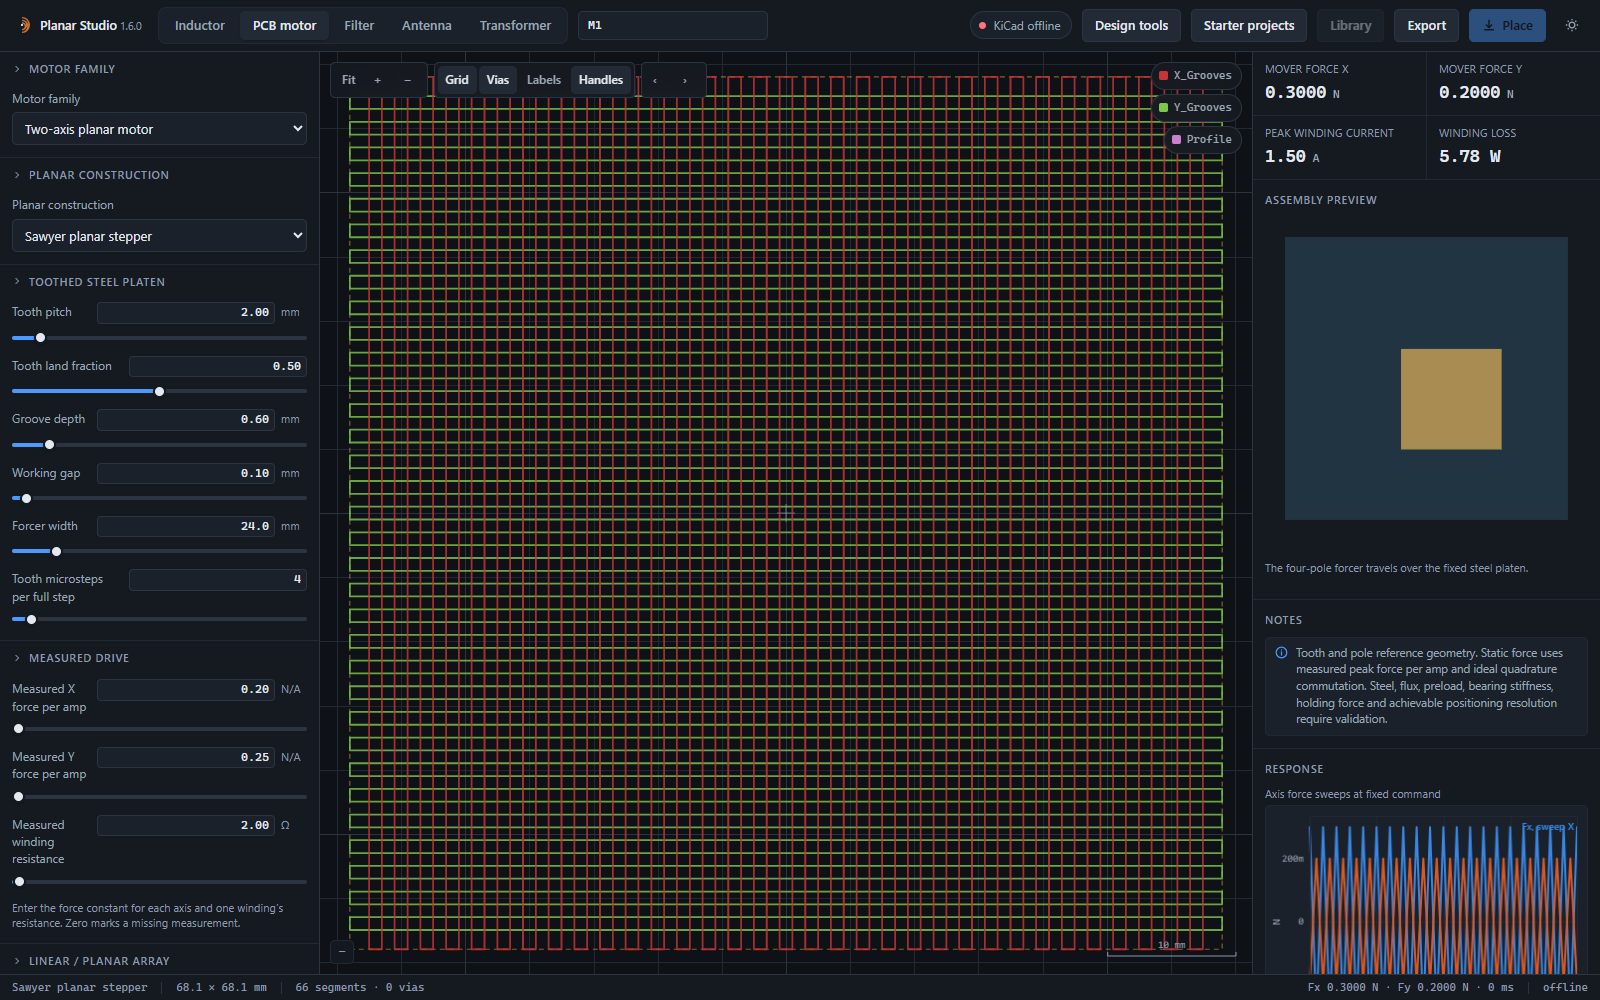 Planar Studio 1.6.0
Inductor
PCB motor
Filter
Antenna
Transformer
M1
KiCad offline
Design tools
Starter projects
Library
Export
Place
MOTOR FAMILY
Motor family
Two-axis planar motor
PLANAR CONSTRUCTION
Planar construction
Sawyer planar stepper
TOOTHED STEEL PLATEN
Tooth pitch 2.00 mm
Tooth land fraction 0.50
Groove depth 0.60 mm
Working gap 0.10 mm
Forcer width 24.0 mm
Tooth microsteps 4
per full step
MEASURED DRIVE
Measured X 0.20 N/A
force per amp
Measured Y 0.25 N/A
force per amp
Measured 2.00 Ω
winding
resistance
Enter the force constant for each axis and one winding's
resistance. Zero marks a missing measurement.
LINEAR / PLANAR ARRAY
Fit + −
Grid Vias Labels Handles
‹ ›
X_Grooves
Y_Grooves
Profile
10 mm
−
MOVER FORCE X
0.3000 N
MOVER FORCE Y
0.2000 N
PEAK WINDING CURRENT
1.50 A
WINDING LOSS
5.78 W
ASSEMBLY PREVIEW
The four-pole forcer travels over the fixed steel platen.
NOTES
Tooth and pole reference geometry. Static force uses
measured peak force per amp and ideal quadrature
commutation. Steel, flux, preload, bearing stiffness,
holding force and achievable positioning resolution
require validation.
RESPONSE
Axis force sweeps at fixed command
Fx, sweep X
200m
N
0
Sawyer planar stepper
68.1 × 68.1 mm
66 segments · 0 vias
Fx 0.3000 N · Fy 0.2000 N · 0 ms
offline